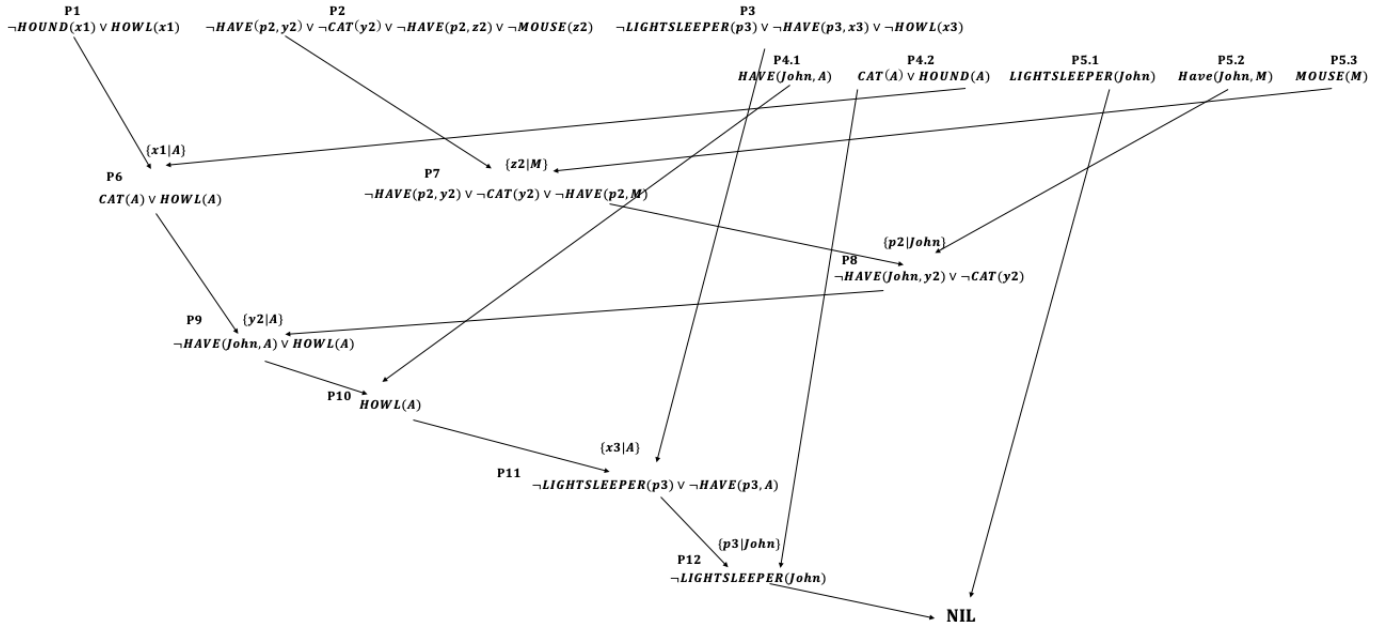 P1 P2 P3
¬HOUND(x1) ∨ HOWL(x1) ¬HAVE(p2, y2) ∨ ¬CAT(y2) ∨ ¬HAVE(p2, z2) ∨ ¬MOUSE(z2) ¬LIGHTSLEEPER(p3) ∨ ¬HAVE(p3, x3) ∨ ¬HOWL(x3)
P4.1 P4.2 P5.1 P5.2 P5.3
HAVE(John, A) CAT(A) ∨ HOUND(A) LIGHTSLEEPER(John) Have(John, M) MOUSE(M)
{x1|A}
{z2|M}
P6 P7
CAT(A) ∨ HOWL(A) ¬HAVE(p2, y2) ∨ ¬CAT(y2) ∨ ¬HAVE(p2, M)
{p2|John}
P8
¬HAVE(John, y2) ∨ ¬CAT(y2)
P9 {y2|A}
¬HAVE(John, A) ∨ HOWL(A)
P10
HOWL(A)
{x3|A}
P11
¬LIGHTSLEEPER(p3) ∨ ¬HAVE(p3, A)
{p3|John}
P12
¬LIGHTSLEEPER(John)
NIL